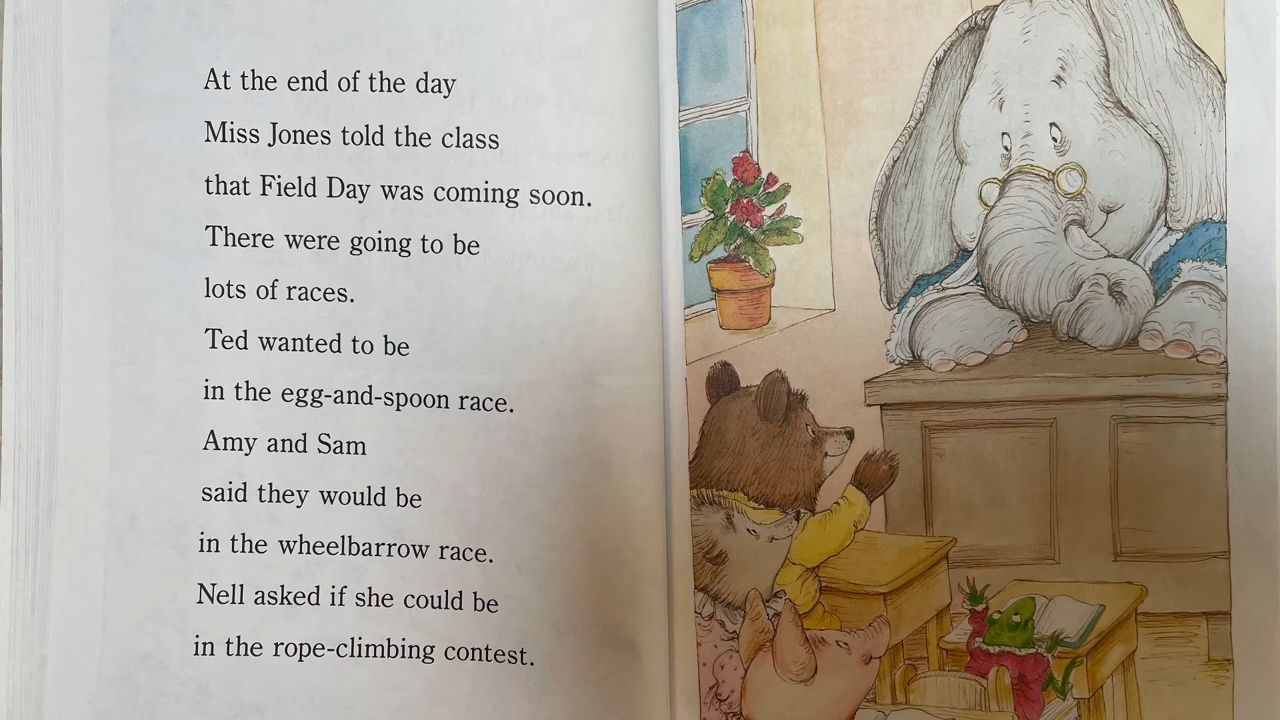 At the end of the day
Miss Jones told the class
that Field Day was coming soon.
There were going to be
lots of races.
Ted wanted to be
in the egg-and-spoon race.
Amy and Sam
said they would be
in the wheelbarrow race.
Nell asked if she could be
in the rope-climbing contest.